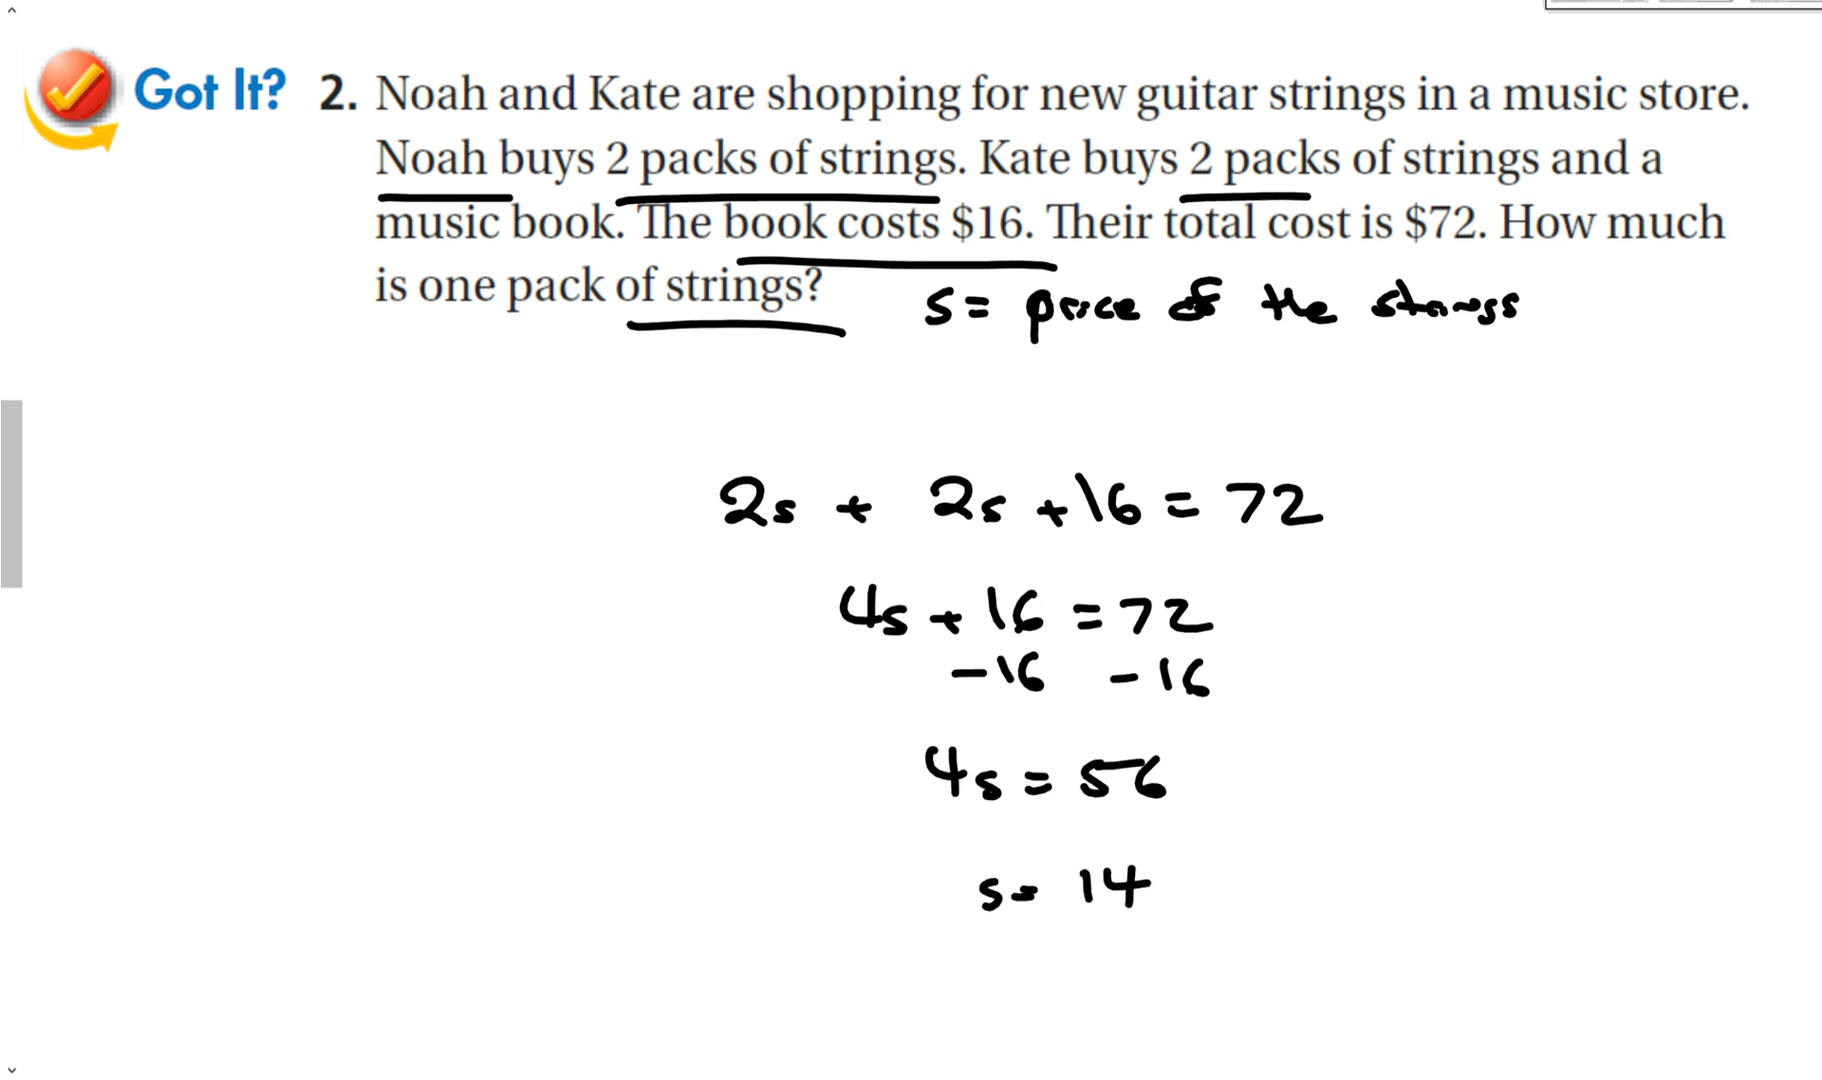 Got It? 2. Noah and Kate are shopping for new guitar strings in a music store.
Noah buys 2 packs of strings. Kate buys 2 packs of strings and a
music book. The book costs $16. Their total cost is $72. How much
is one pack of strings?
s = price of the strings
2s + 2s + 16 = 72
4s + 16 = 72
-16 -16
4s = 56
s = 14